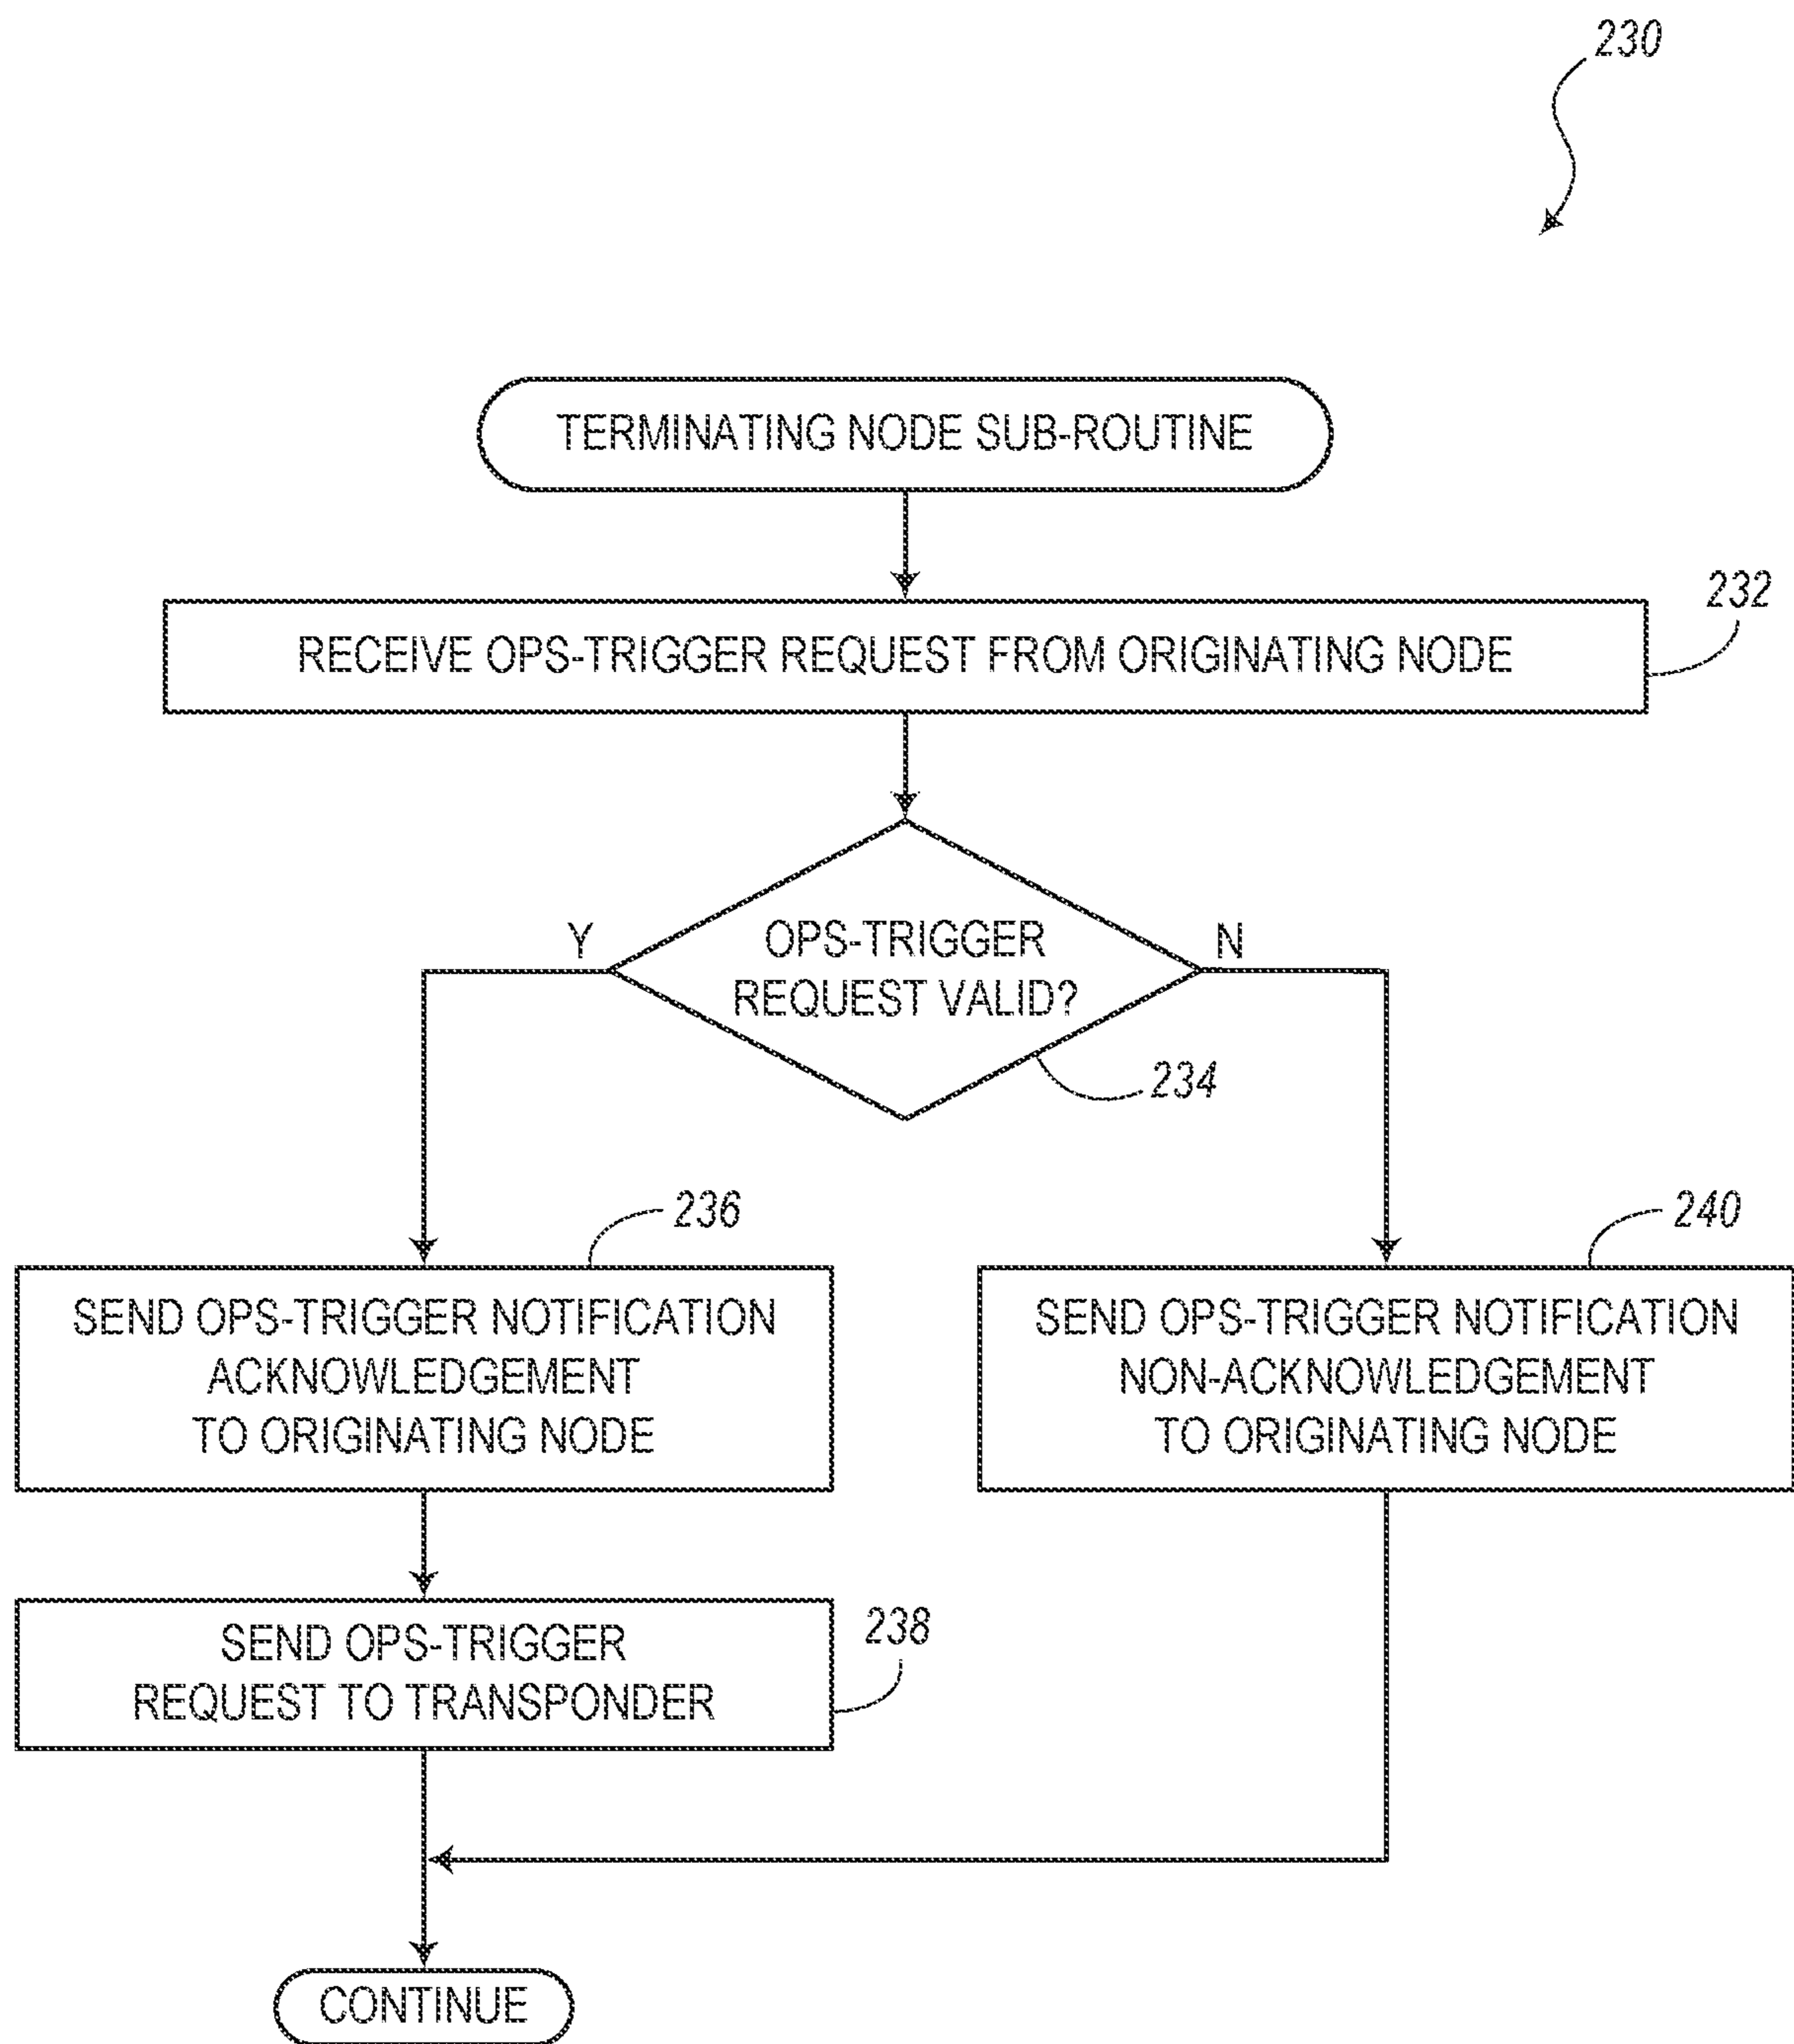 230
TERMINATING NODE SUB-ROUTINE
232
RECEIVE OPS-TRIGGER REQUEST FROM ORIGINATING NODE
Y
OPS-TRIGGER
REQUEST VALID?
N
234
236
SEND OPS-TRIGGER NOTIFICATION
ACKNOWLEDGEMENT
TO ORIGINATING NODE
240
SEND OPS-TRIGGER NOTIFICATION
NON-ACKNOWLEDGEMENT
TO ORIGINATING NODE
238
SEND OPS-TRIGGER
REQUEST TO TRANSPONDER
CONTINUE